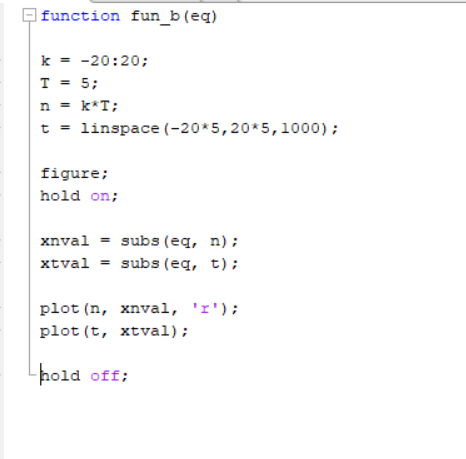 function fun_b(eq)
k = -20:20;
T = 5;
n = k*T;
t = linspace(-20*5,20*5,1000);
figure;
hold on;
xnval = subs(eq, n);
xtval = subs(eq, t);
plot(n, xnval, 'r');
plot(t, xtval);
hold off;